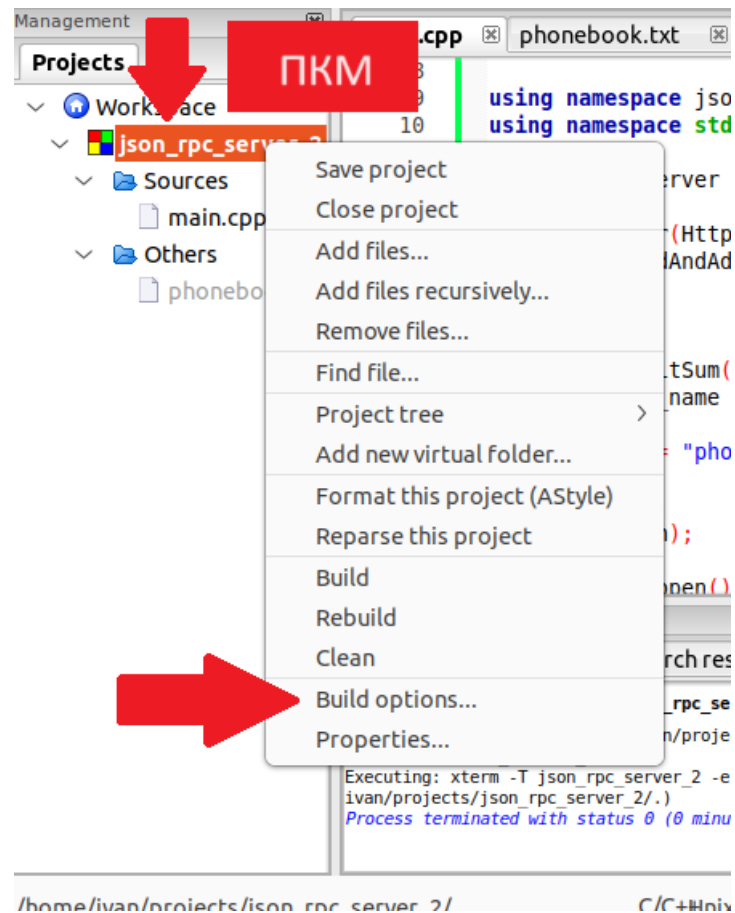 Management
Projects
ПКМ
.cpp
phonebook.txt
Workspace
json_rpc_server_2
Sources
main.cpp
Others
phonebo
9
10
using namespace jso
using namespace std
erver
r(Http
dAndAd
tSum(
_name
= "pho
);
open()
Save project
Close project
Add files...
Add files recursively...
Remove files...
Find file...
Project tree
Add new virtual folder...
Format this project (AStyle)
Reparse this project
Build
Rebuild
Clean
Build options...
Properties...
rch res
_rpc_se
n/proje
Executing: xterm -T json_rpc_server_2 -e
ivan/projects/json_rpc_server_2/.)
Process terminated with status 0 (0 minu
/home/ivan/projects/json_rpc_server_2/
C/C++